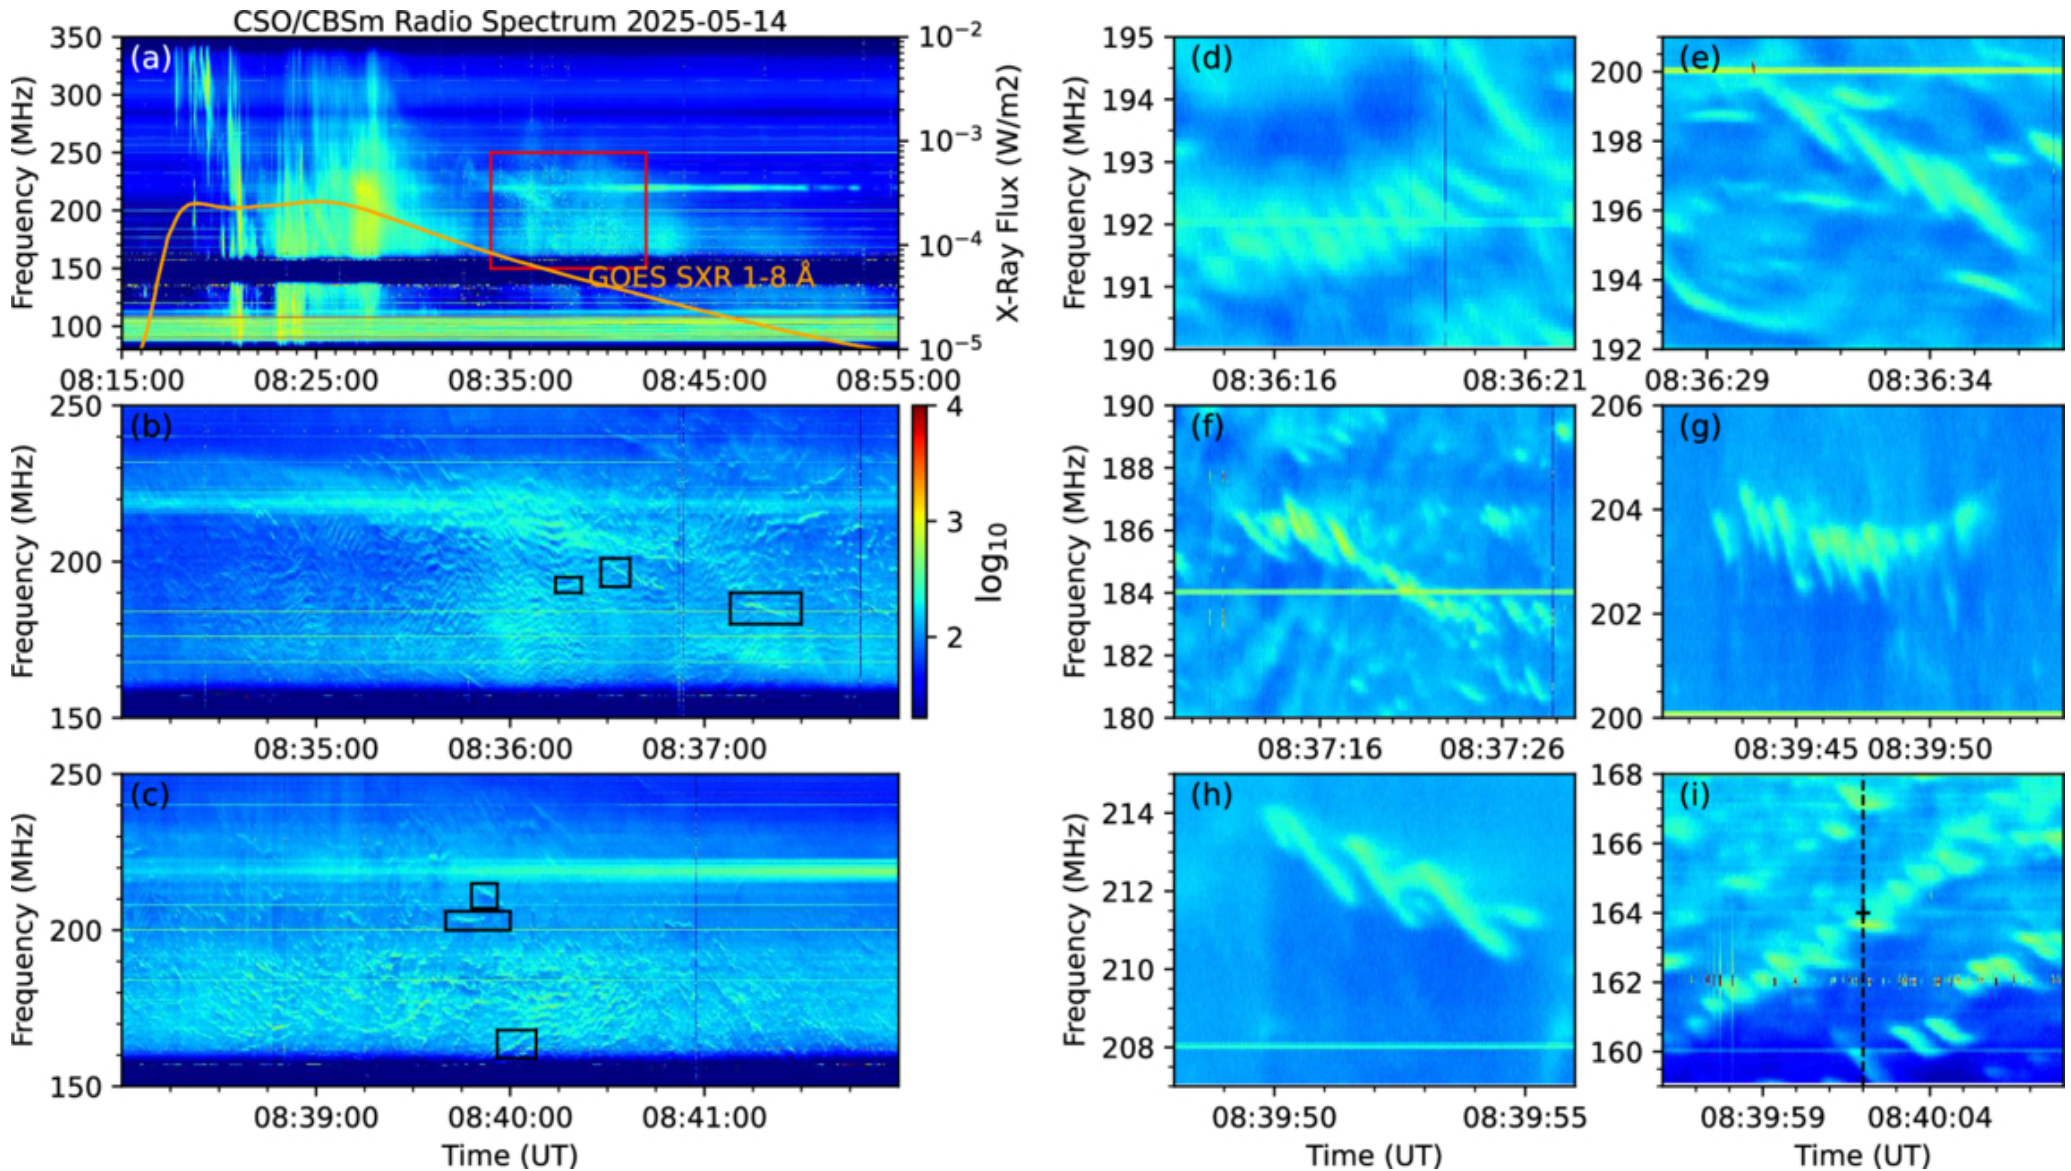 CSO/CBSm Radio Spectrum 2025-05-14
(a)
350
300
250
200
150
100
Frequency (MHz)
10−2
10−3
10−4
10−5
X-Ray Flux (W/m2)
GOES SXR 1-8 Å
08:15:00 08:25:00 08:35:00 08:45:00 08:55:00
(b)
250
200
150
Frequency (MHz)
4
3
2
log10
08:35:00 08:36:00 08:37:00
(c)
250
200
150
Frequency (MHz)
08:39:00 08:40:00 08:41:00
Time (UT)
(d)
195
194
193
192
191
190
Frequency (MHz)
08:36:16 08:36:21
(e)
200
198
196
194
192
08:36:29 08:36:34
(f)
190
188
186
184
182
180
Frequency (MHz)
08:37:16 08:37:26
(g)
206
204
202
200
08:39:45 08:39:50
(h)
214
212
210
208
Frequency (MHz)
08:39:50 08:39:55
Time (UT)
(i)
168
166
164
162
160
08:39:59 08:40:04
Time (UT)